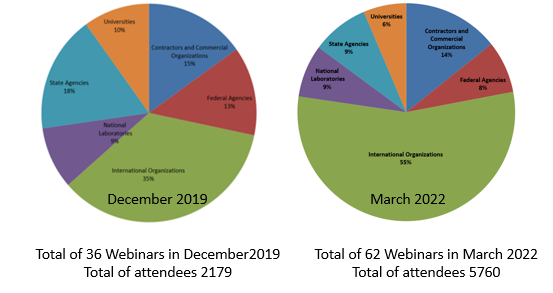 Universities
10%
Contractors and Commercial
Organizations
15%
State Agencies
18%
Federal Agencies
13%
National
Laboratories
9%
International Organizations
35%
December 2019
Total of 36 Webinars in December2019
Total of attendees 2179
Universities
6%
Contractors and Commercial
Organizations
14%
State Agencies
9%
National
Laboratories
9%
Federal Agencies
8%
International Organizations
55%
March 2022
Total of 62 Webinars in March 2022
Total of attendees 5760